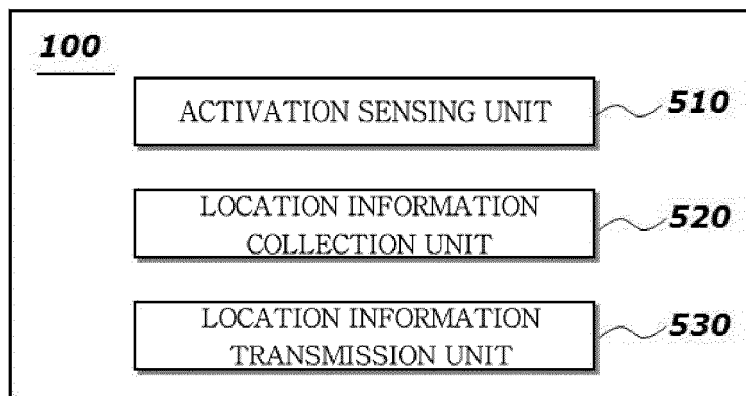 100
ACTIVATION SENSING UNIT
510
LOCATION INFORMATION
COLLECTION UNIT
520
LOCATION INFORMATION
TRANSMISSION UNIT
530